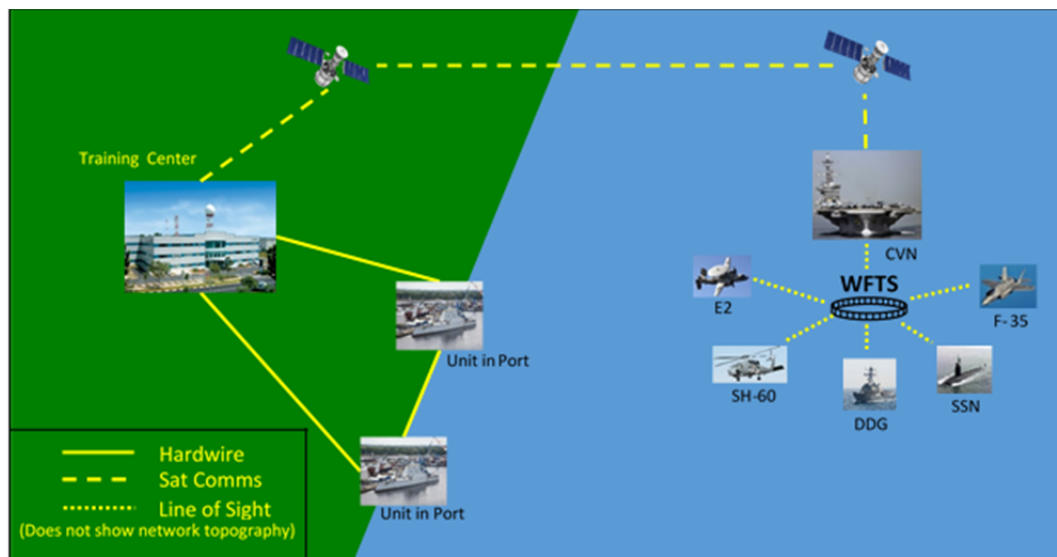 Training Center
CVN
WFTS
E2
F-35
SH-60
DDG
SSN
Unit in Port
Unit in Port
Hardwire
Sat Comms
Line of Sight
(Does not show network topography)